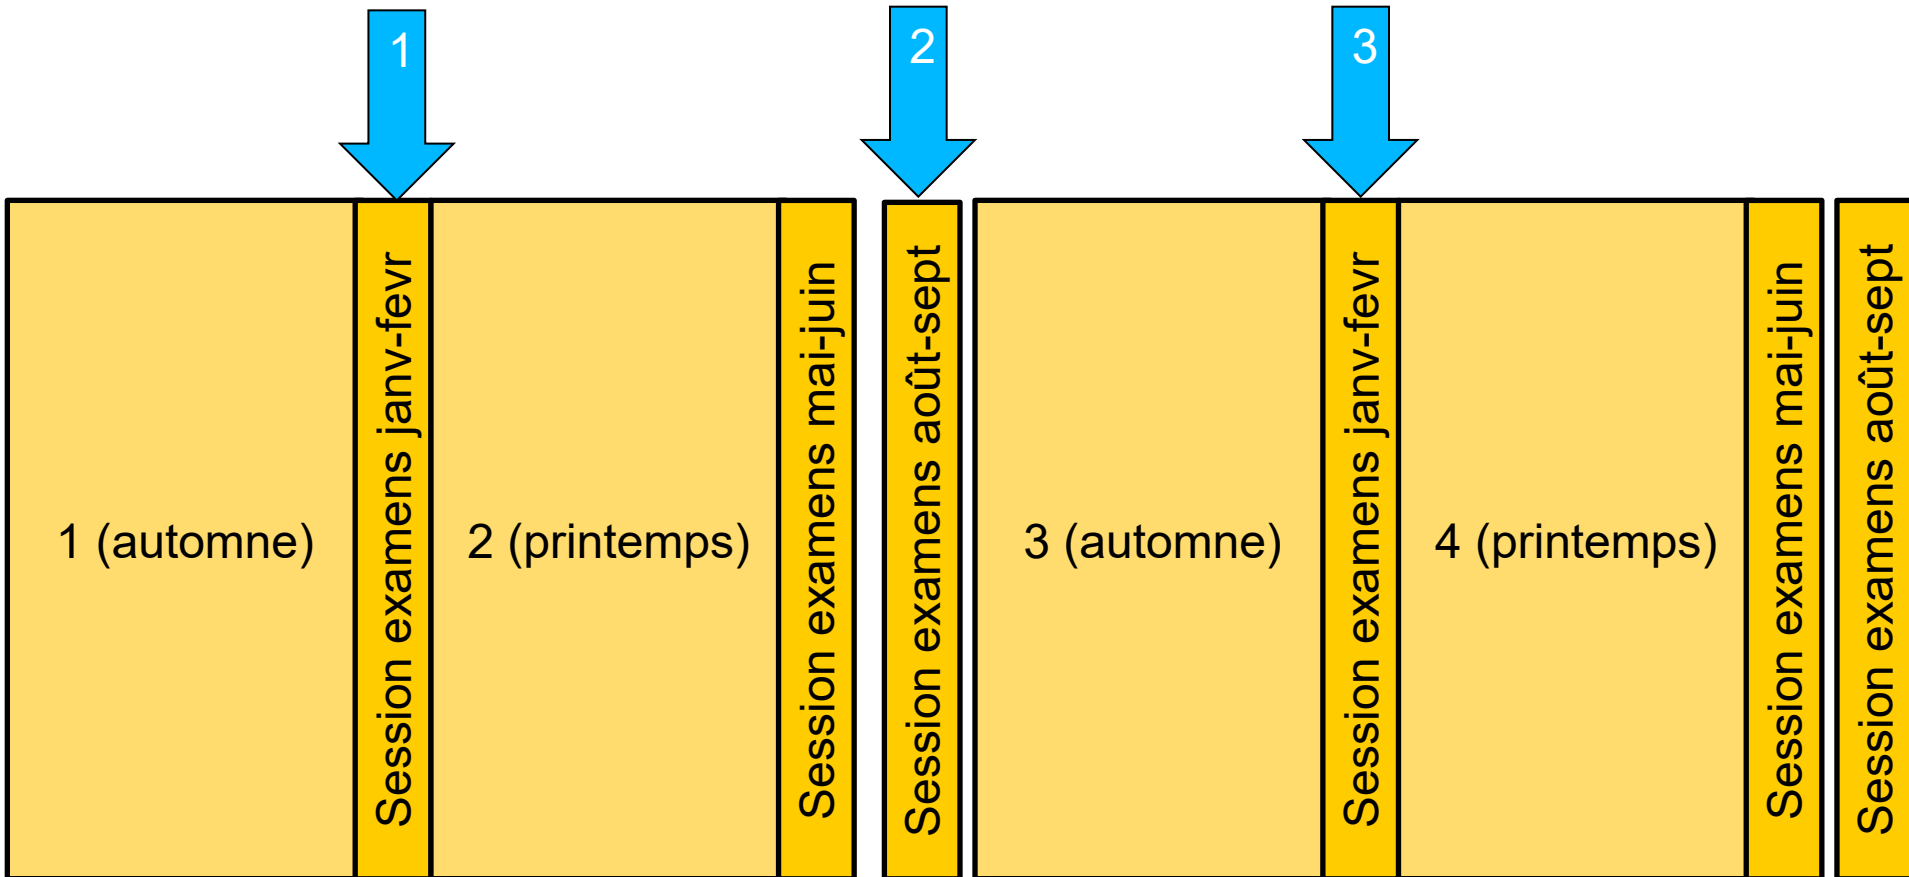 1
2
3
1 (automne)
Session examens janv-fevr
2 (printemps)
Session examens mai-juin
Session examens août-sept
3 (automne)
Session examens janv-fevr
4 (printemps)
Session examens mai-juin
Session examens août-sept